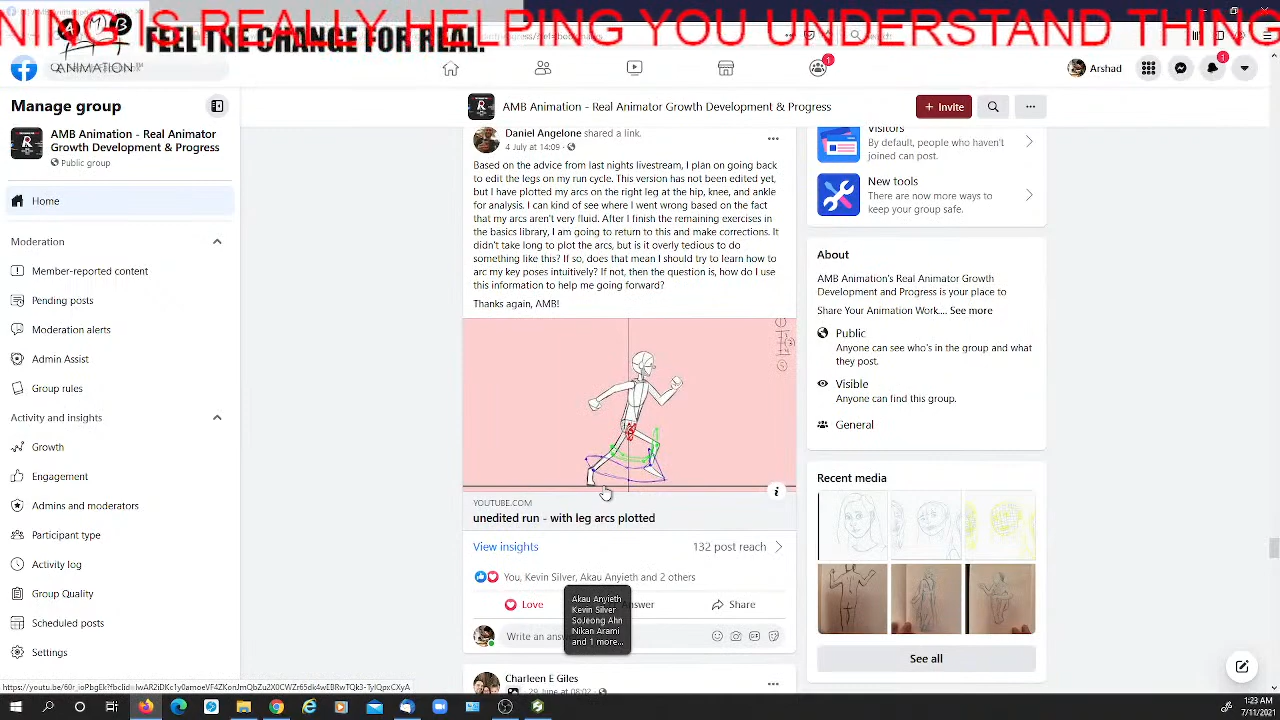 NING IS REALLY HELPING YOU UNDERSTAND THING
AMB
ANIMATION
FEEL THE CHANGE FOR REAL.
Arshad
Manage group
AMB Animation - Real Animator
Growth Development & Progress
Public group
Home
Moderation
Member-reported content
Pending posts
Moderation alerts
Admin Assist
Group rules
Activity and insights
Growth
Engagement
Admins and moderators
Participant type
Activity log
Group Quality
Scheduled posts
Settings
AMB Animation - Real Animator Growth Development & Progress
+ Invite
Daniel Angelone shared a link.
4 July at 14:09
Based on the advice from last nights livestream, I plan on going back
to edit the legs on my run cycle. This version has not been edited yet,
but I have plotted my arcs on the right leg at the hip, knee, and ankle
for analysis. I can kind of see where I went wrong based on the fact
that my arcs aren't very fluid. After I finish the remaining exercises in
the basics library, I am going to return to this and make corrections. It
didn't take long to plot the arcs, but is it overly tedious to do
something like this? If so, does that mean I should try to learn how to
arc my key poses intuitively? If not, then the question is, how do I use
this information to help me going forward?
Thanks again, AMB!
YOUTUBE.COM
unedited run - with leg arcs plotted
View insights
132 post reach
You, Kevin Silver, Akau Anyieth and 2 others
Love
Answer
Share
Akau Anyieth
Kevin Silver
SoJeong Ahn
Nikan Arami
and 1 more...
Write an
Charleen E Giles
29 June at 08:02
Visitors
By default, people who haven't
joined can post.
New tools
There are now more ways to
keep your group safe.
About
AMB Animation's Real Animator Growth
Development and Progress is your place to
Share Your Animation Work.... See more
Public
Anyone can see who's in the group and what
they post.
Visible
Anyone can find this group.
General
Recent media
See all
1:23 AM
7/11/2021